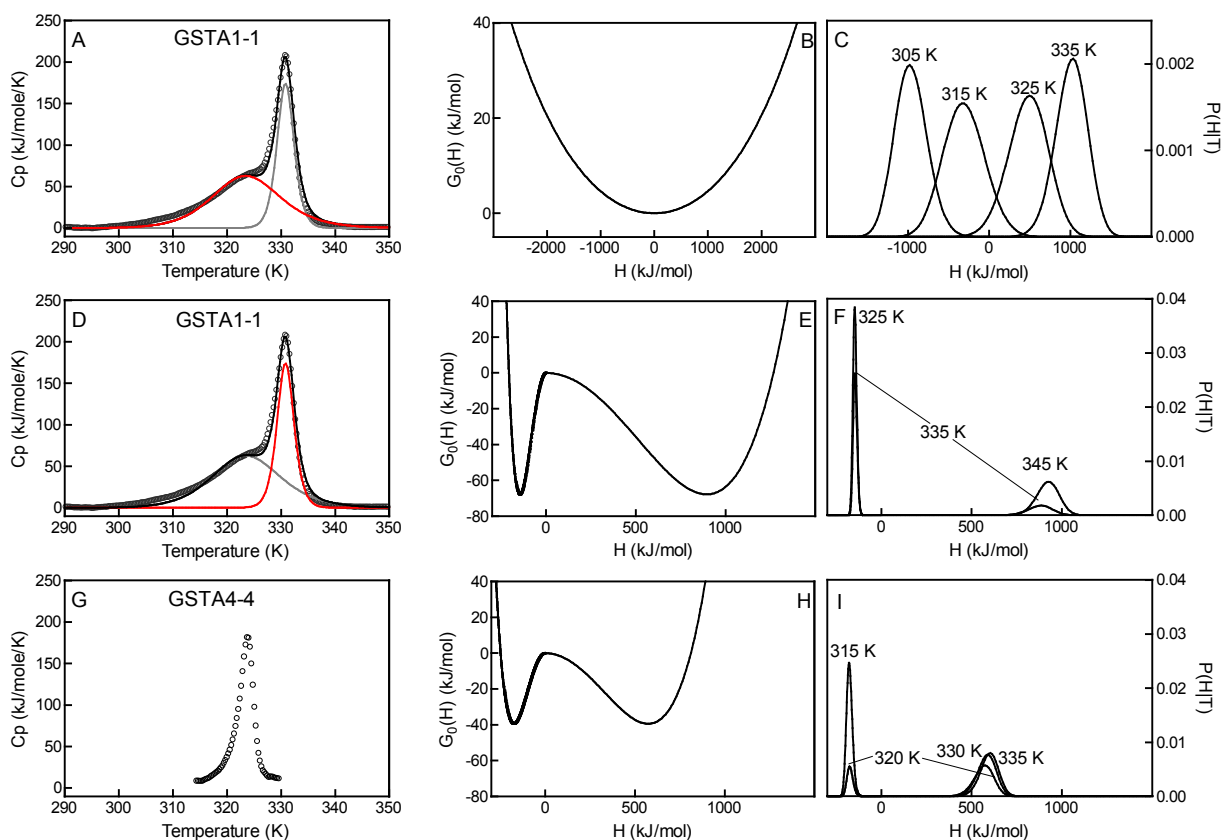 A
GSTA1-1
Cp (kJ/mole/K)
250
200
150
100
50
0
290 300 310 320 330 340 350
Temperature (K)
B
G0(H) (kJ/mol)
40
20
0
-2000 -1000 0 1000 2000
H (kJ/mol)
C
305 K
315 K
325 K
335 K
0.002
0.001
0.000
P(H|T)
-1000 0 1000
H (kJ/mol)
D
GSTA1-1
Cp (kJ/mole/K)
250
200
150
100
50
0
290 300 310 320 330 340 350
Temperature (K)
E
G0(H) (kJ/mol)
40
20
0
-20
-40
-60
-80
0 500 1000
H (kJ/mol)
F
325 K
335 K
345 K
0.04
0.03
0.02
0.01
0.00
P(H|T)
0 500 1000
H (kJ/mol)
G
GSTA4-4
Cp (kJ/mole/K)
250
200
150
100
50
0
290 300 310 320 330 340 350
Temperature (K)
H
G0(H) (kJ/mol)
40
20
0
-20
-40
-60
-80
0 500 1000
H (kJ/mol)
I
315 K
320 K
330 K
335 K
0.04
0.03
0.02
0.01
0.00
P(H|T)
0 500 1000
H (kJ/mol)